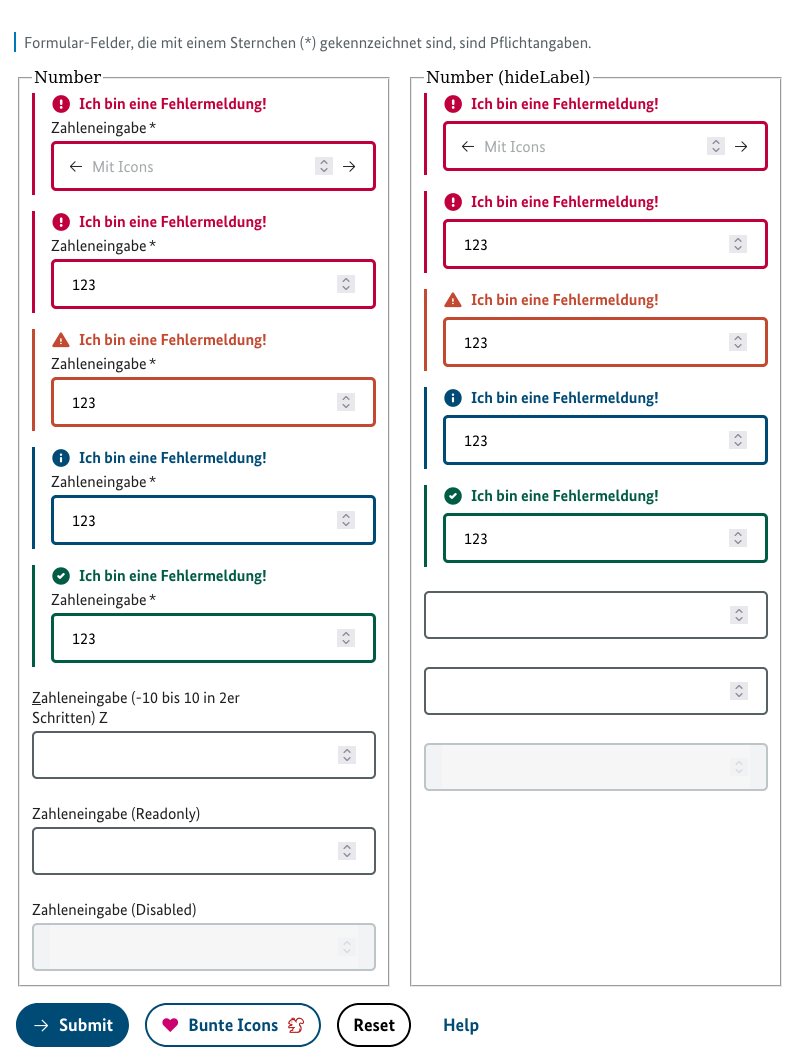 Formular-Felder, die mit einem Sternchen (*) gekennzeichnet sind, sind Pflichtangaben.
Number
Ich bin eine Fehlermeldung!
Zahleneingabe *
Mit Icons
Ich bin eine Fehlermeldung!
Zahleneingabe *
123
Ich bin eine Fehlermeldung!
Zahleneingabe *
123
Ich bin eine Fehlermeldung!
Zahleneingabe *
123
Ich bin eine Fehlermeldung!
Zahleneingabe *
123
Zahleneingabe (-10 bis 10 in 2er
Schritten) Z
Zahleneingabe (Readonly)
Zahleneingabe (Disabled)
Number (hideLabel)
Ich bin eine Fehlermeldung!
Mit Icons
Ich bin eine Fehlermeldung!
123
Ich bin eine Fehlermeldung!
123
Ich bin eine Fehlermeldung!
123
Ich bin eine Fehlermeldung!
123
Submit
Bunte Icons
Reset
Help